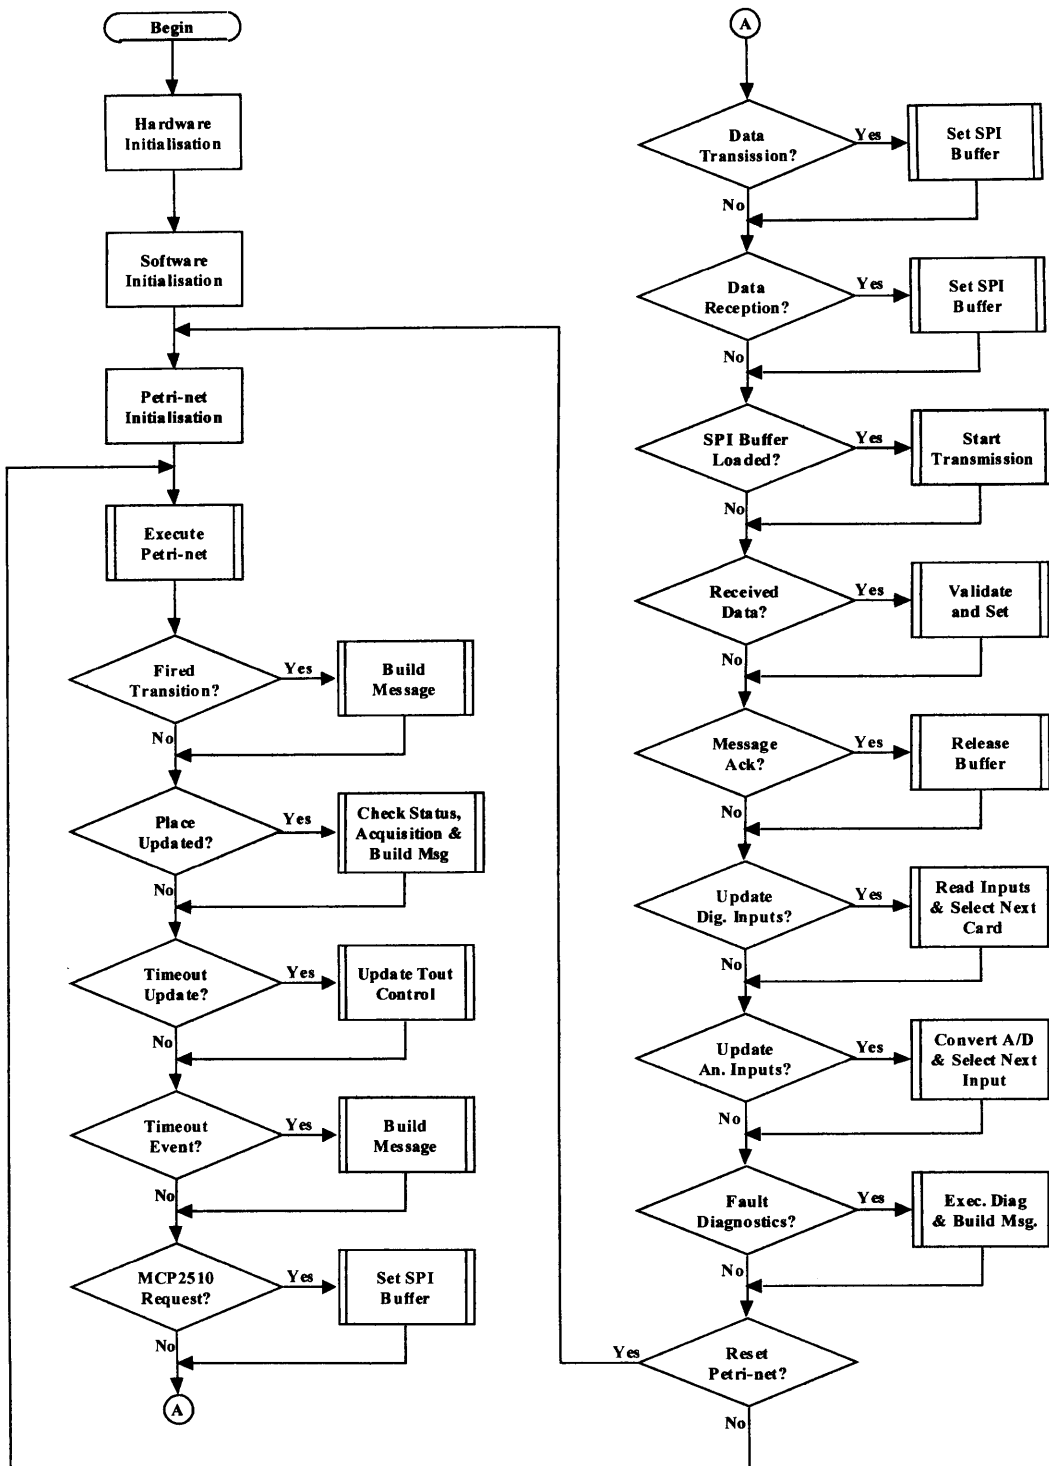 Begin
Hardware
Initialisation
Software
Initialisation
Petri-net
Initialisation
Execute
Petri-net
Fired
Transition?
Yes
Build
Message
No
Place
Updated?
Yes
Check Status,
Acquisition &
Build Msg
No
Timeout
Update?
Yes
Update Tout
Control
No
Timeout
Event?
Yes
Build
Message
No
MCP2510
Request?
Yes
Set SPI
Buffer
No
A
A
Data
Transission?
Yes
Set SPI
Buffer
No
Data
Reception?
Yes
Set SPI
Buffer
No
SPI Buffer
Loaded?
Yes
Start
Transmission
No
Received
Data?
Yes
Validate
and Set
No
Message
Ack?
Yes
Release
Buffer
No
Update
Dig. Inputs?
Yes
Read Inputs
& Select Next
Card
No
Update
An. Inputs?
Yes
Convert A/D
& Select Next
Input
No
Fault
Diagnostics?
Yes
Exec. Diag
& Build Msg.
No
Reset
Petri-net?
Yes
No